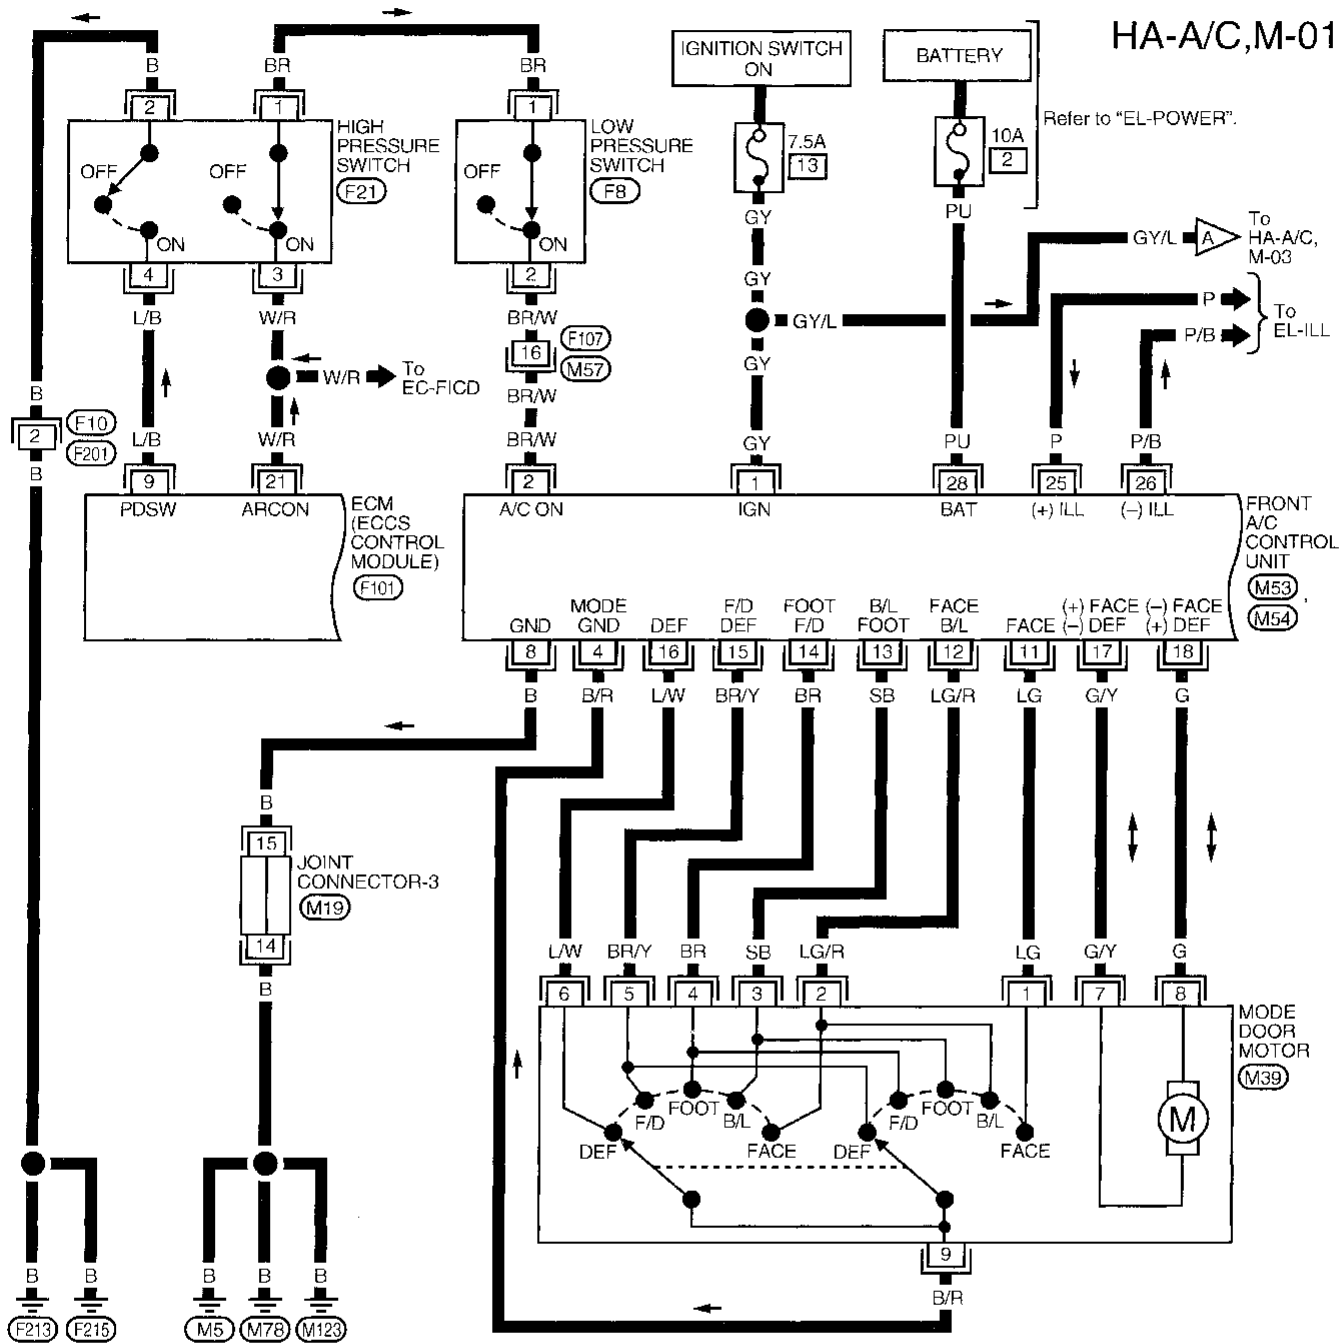 HA-A/C,M-01
IGNITION SWITCH
ON
BATTERY
Refer to "EL-POWER".
7.5A
13
10A
2
B
BR
BR
2
1
1
HIGH
PRESSURE
SWITCH
F21
LOW
PRESSURE
SWITCH
F8
OFF
OFF
OFF
ON
ON
ON
4
3
2
GY
PU
GY
GY/L
A
To
HA-A/C,
M-03
P
P/B
To
EL-ILL
L/B
W/R
BR/W
GY/L
16
F107
M57
W/R
To
EC-FICD
BR/W
GY
B
2
F10
F201
B
L/B
W/R
BR/W
GY
PU
P
P/B
9
21
2
1
28
25
26
PDSW
ARCON
A/C ON
IGN
BAT
(+) ILL
(–) ILL
ECM
(ECCS
CONTROL
MODULE)
F101
FRONT
A/C
CONTROL
UNIT
M53
,
M54
GND
MODE
GND
DEF
F/D
DEF
FOOT
F/D
B/L
FOOT
FACE
B/L
FACE
(+) FACE
(–) DEF
(–) FACE
(+) DEF
8
4
16
15
14
13
12
11
17
18
B
B/R
L/W
BR/Y
BR
SB
LG/R
LG
G/Y
G
B
15
JOINT
CONNECTOR-3
M19
14
B
L/W
BR/Y
BR
SB
LG/R
LG
G/Y
G
6
5
4
3
2
1
7
8
MODE
DOOR
MOTOR
M39
DEF
F/D
FOOT
B/L
FACE
DEF
F/D
FOOT
B/L
FACE
M
9
B/R
B
B
B
B
B
F213
F215
M5
M78
M123